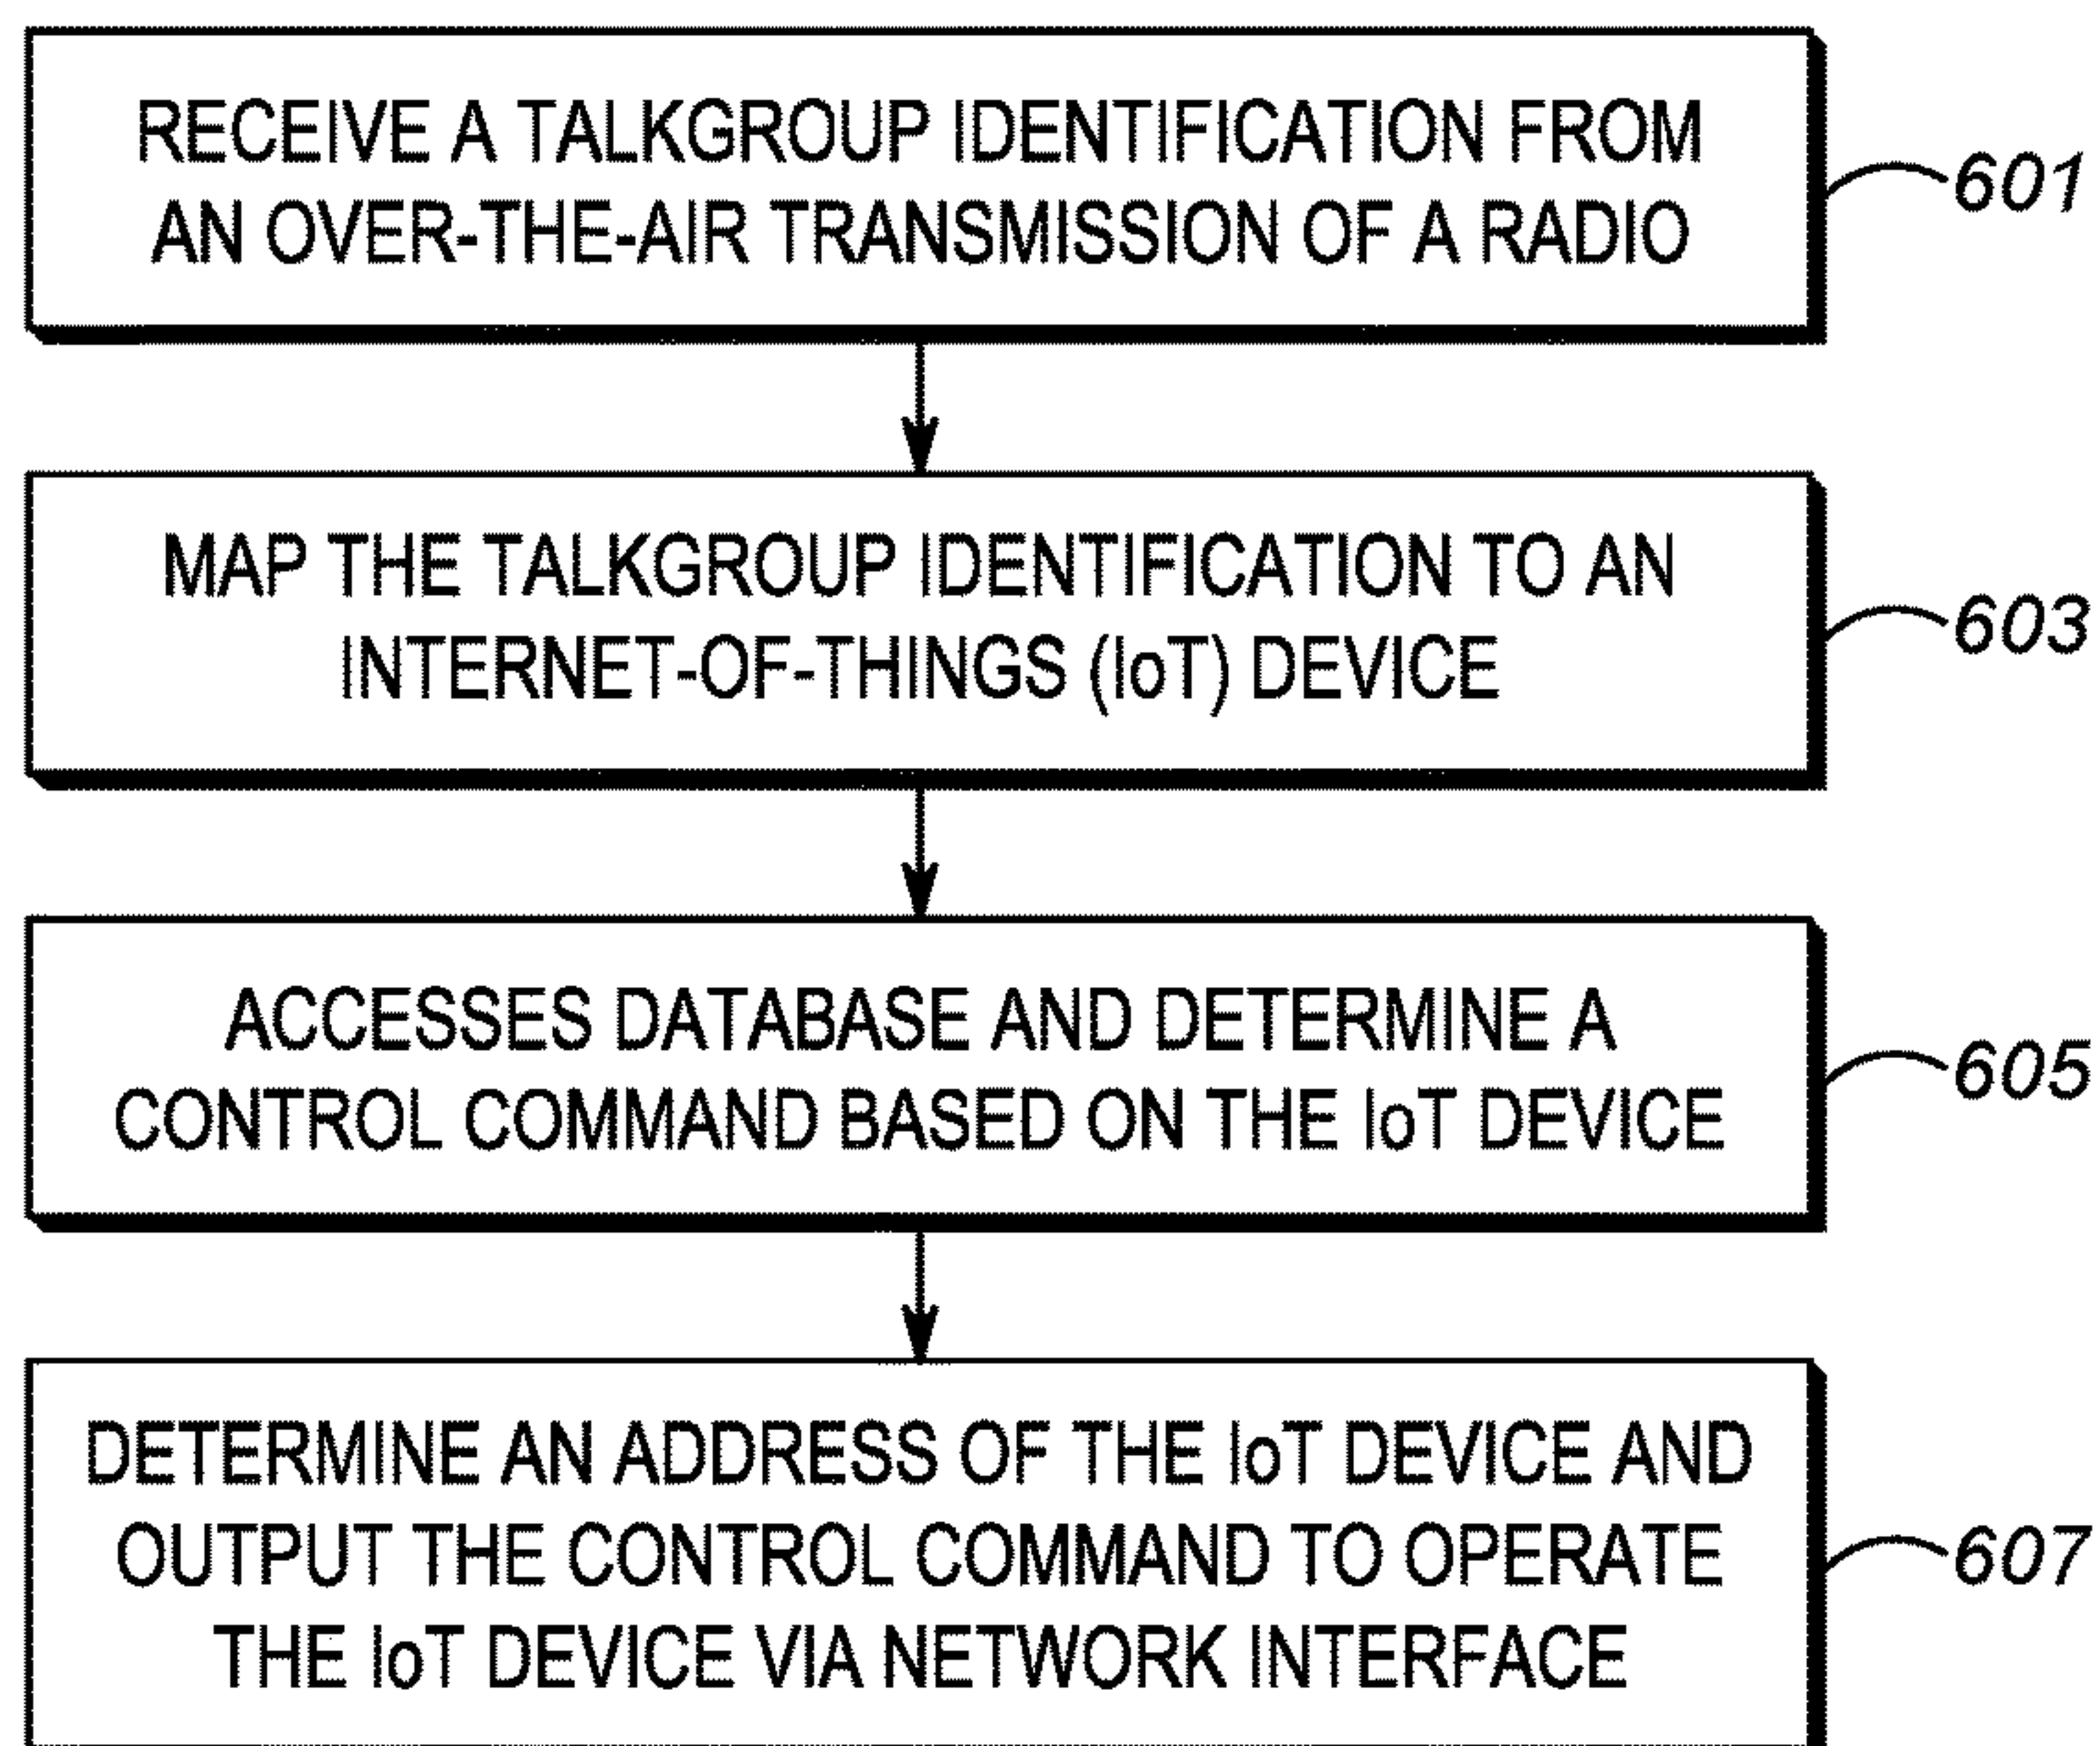 RECEIVE A TALKGROUP IDENTIFICATION FROM
AN OVER-THE-AIR TRANSMISSION OF A RADIO
601
MAP THE TALKGROUP IDENTIFICATION TO AN
INTERNET-OF-THINGS (IoT) DEVICE
603
ACCESSES DATABASE AND DETERMINE A
CONTROL COMMAND BASED ON THE IoT DEVICE
605
DETERMINE AN ADDRESS OF THE IoT DEVICE AND
OUTPUT THE CONTROL COMMAND TO OPERATE
THE IoT DEVICE VIA NETWORK INTERFACE
607